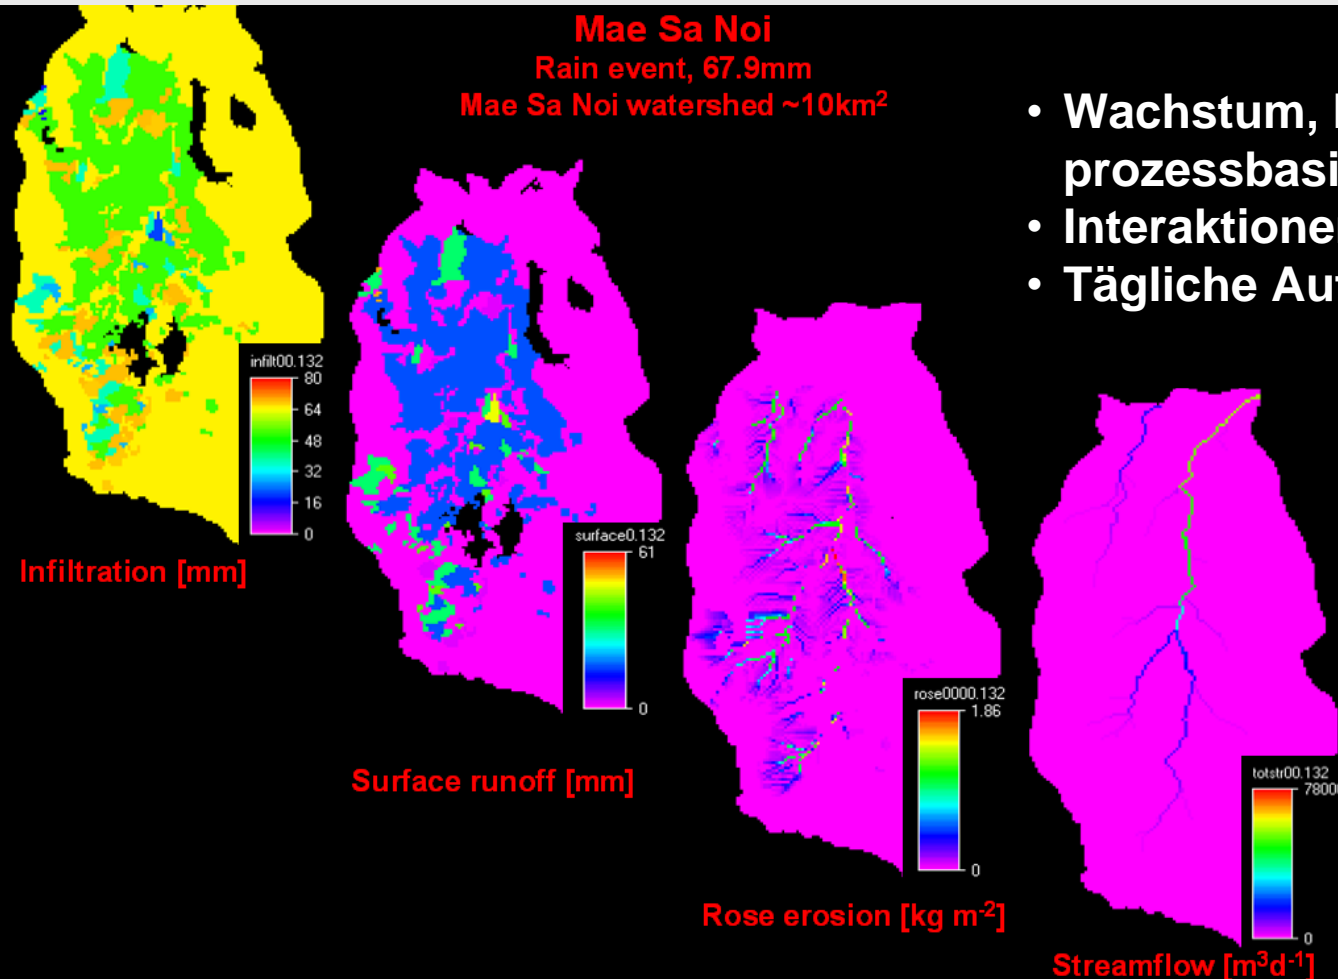 Mae Sa Noi
Rain event, 67.9mm
Mae Sa Noi watershed ~10km²
• Wachstum,
prozessbasi
• Interaktione
• Tägliche Au
infilt00.132
80
64
48
32
16
0
Infiltration [mm]
surface0.132
61
0
Surface runoff [mm]
rose0000.132
1.86
0
Rose erosion [kg m⁻²]
totstr00.132
7800
0
Streamflow [m³d⁻¹]